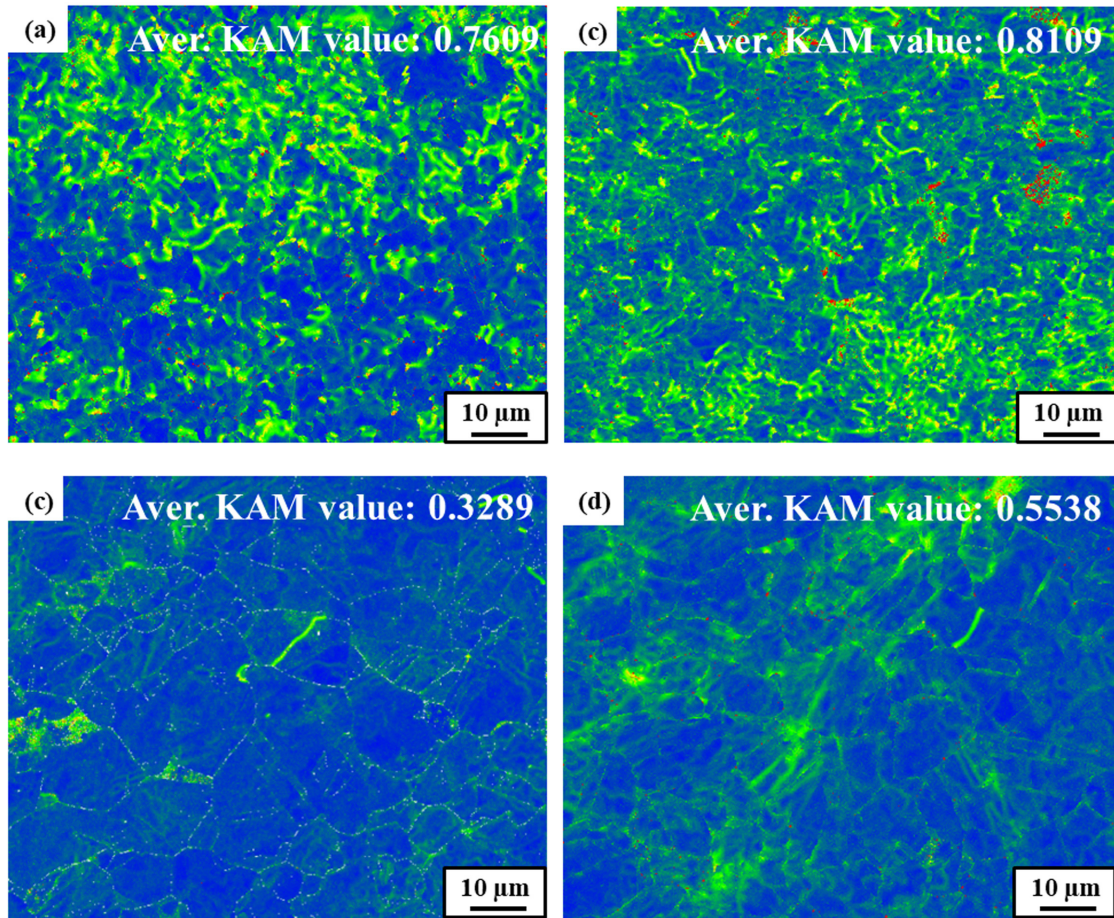 (a) Aver. KAM value: 0.7609
10 μm
(c) Aver. KAM value: 0.8109
10 μm
(c) Aver. KAM value: 0.3289
10 μm
(d) Aver. KAM value: 0.5538
10 μm